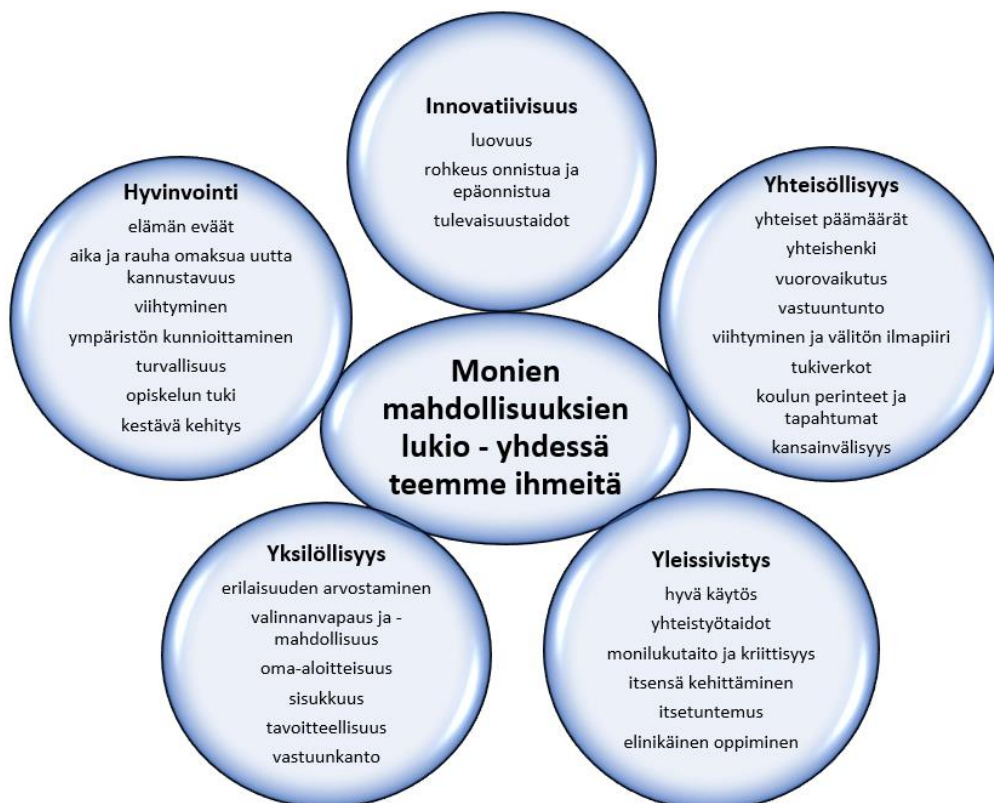 Innovatiivisuus
luovuus
rohkeus onnistua ja
epäonnistua
tulevaisuustaidot
Hyvinvointi
elämän eväät
aika ja rauha omaksua uutta
kannustavuus
viihtyminen
ympäristön kunnioittaminen
turvallisuus
opiskelun tuki
kestävä kehitys
Yhteisöllisyys
yhteiset päämäärät
yhteishenki
vuorovaikutus
vastuuntunto
viihtyminen ja välitön ilmapiiri
tukiverkot
koulun perinteet ja
tapahtumat
kansainvälisyys
Monien
mahdollisuuksien
lukio - yhdessä
teemme ihmeitä
Yksilöllisyys
erilaisuuden arvostaminen
valinnanvapaus ja -
mahdollisuus
oma-aloitteisuus
sisukkuus
tavoitteellisuus
vastuunkanto
Yleissivistys
hyvä käytös
yhteistyötaidot
monilukutaito ja kriittisyys
itsensä kehittäminen
itsetuntemus
elinikäinen oppiminen